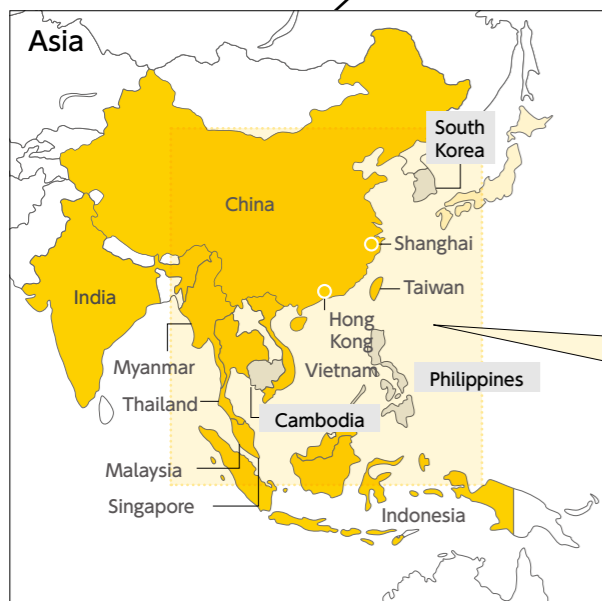 Asia
South
Korea
China
Shanghai
India
Taiwan
Hong
Kong
Myanmar
Vietnam
Philippines
Thailand
Cambodia
Malaysia
Singapore
Indonesia